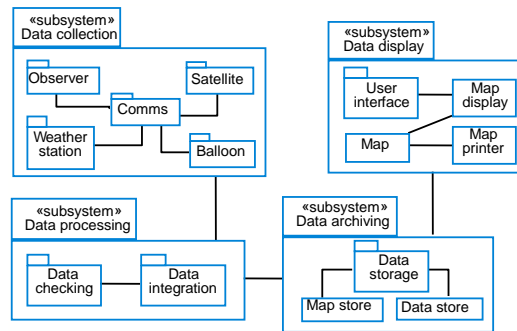 «subsystem»
Data collection
Observer
Satellite
Comms
Weather
station
Balloon
«subsystem»
Data display
User
interface
Map
display
Map
Map
printer
«subsystem»
Data processing
Data
checking
Data
integration
«subsystem»
Data archiving
Data
storage
Map store
Data store